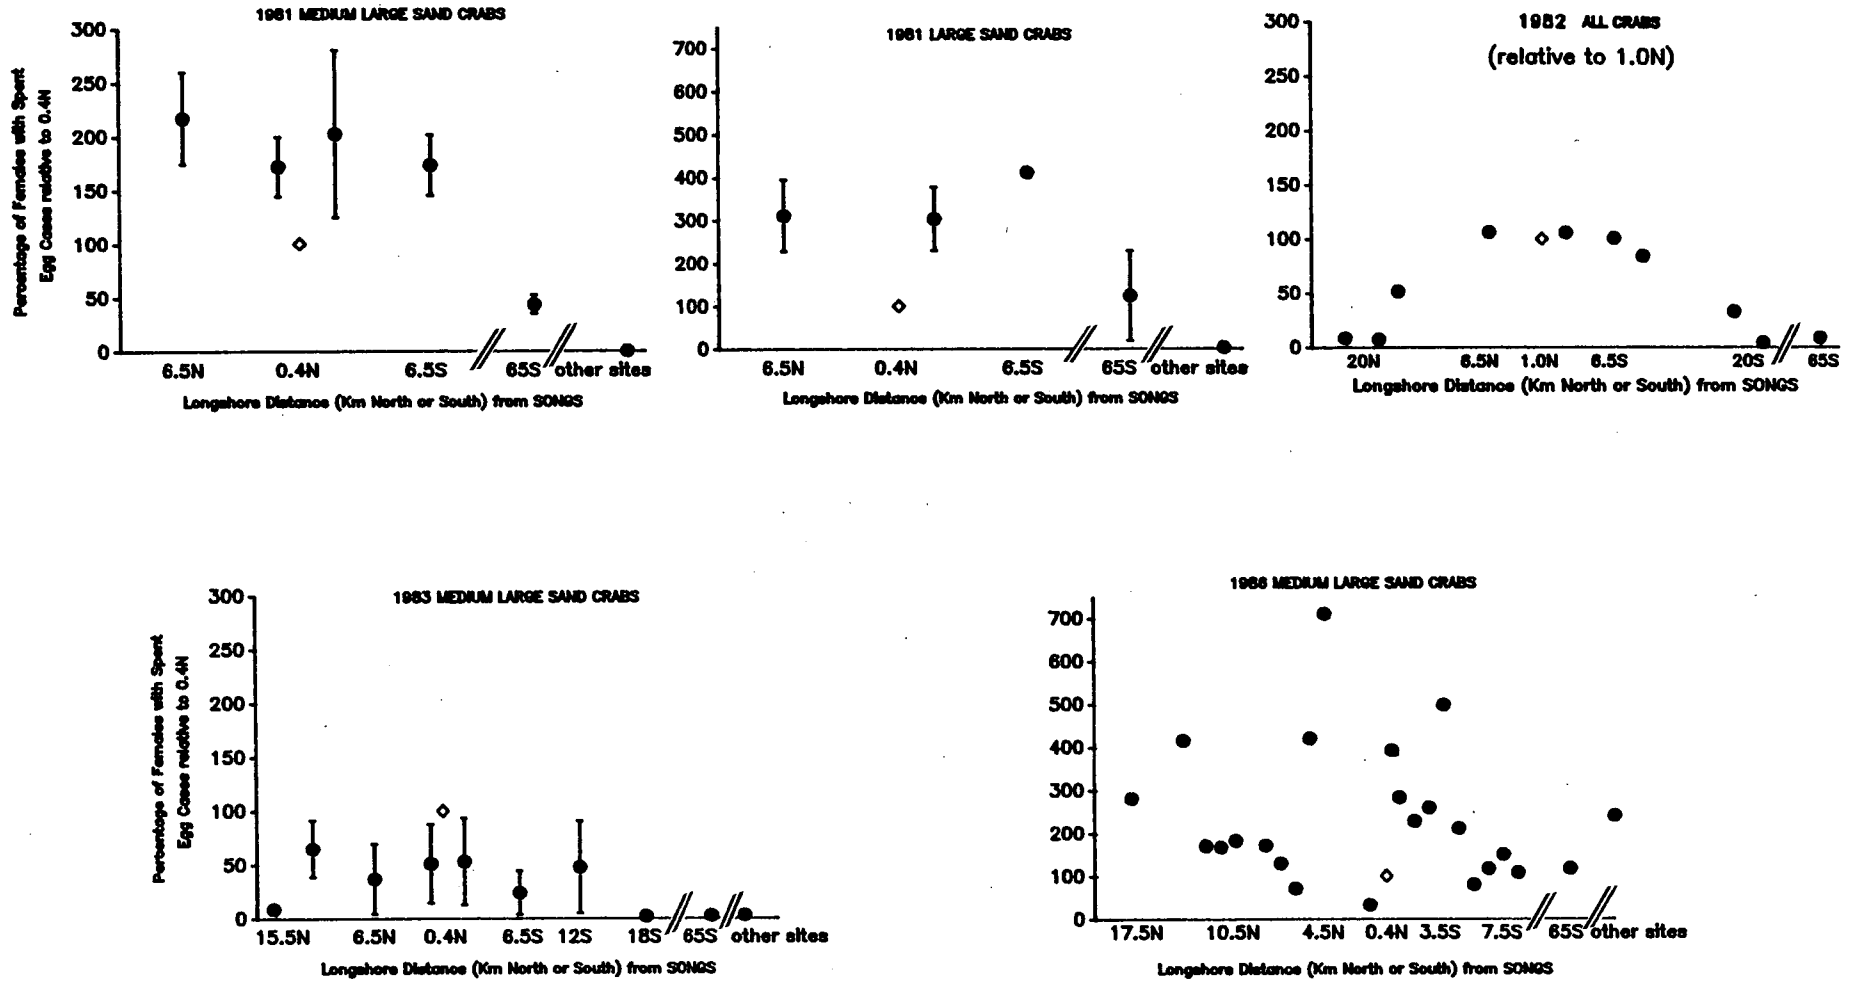 1981 MEDIUM LARGE SAND CRABS
300
250
200
150
100
50
0
Percentage of Females with Spent
Egg Cases relative to 0.4N
6.5N 0.4N 6.5S 65S other sites
Longshore Distance (Km North or South) from SONGS
1981 LARGE SAND CRABS
700
600
500
400
300
200
100
0
6.5N 0.4N 6.5S 65S other sites
Longshore Distance (Km North or South) from SONGS
1982 ALL CRABS
(relative to 1.0N)
300
250
200
150
100
50
0
20N 6.5N 1.0N 6.5S 20S 65S
Longshore Distance (Km North or South) from SONGS
1983 MEDIUM LARGE SAND CRABS
300
250
200
150
100
50
0
Percentage of Females with Spent
Egg Cases relative to 0.4N
15.5N 6.5N 0.4N 6.5S 12S 18S 65S other sites
Longshore Distance (Km North or South) from SONGS
1986 MEDIUM LARGE SAND CRABS
700
600
500
400
300
200
100
0
17.5N 10.5N 4.5N 0.4N 3.5S 7.5S 65S other sites
Longshore Distance (Km North or South) from SONGS